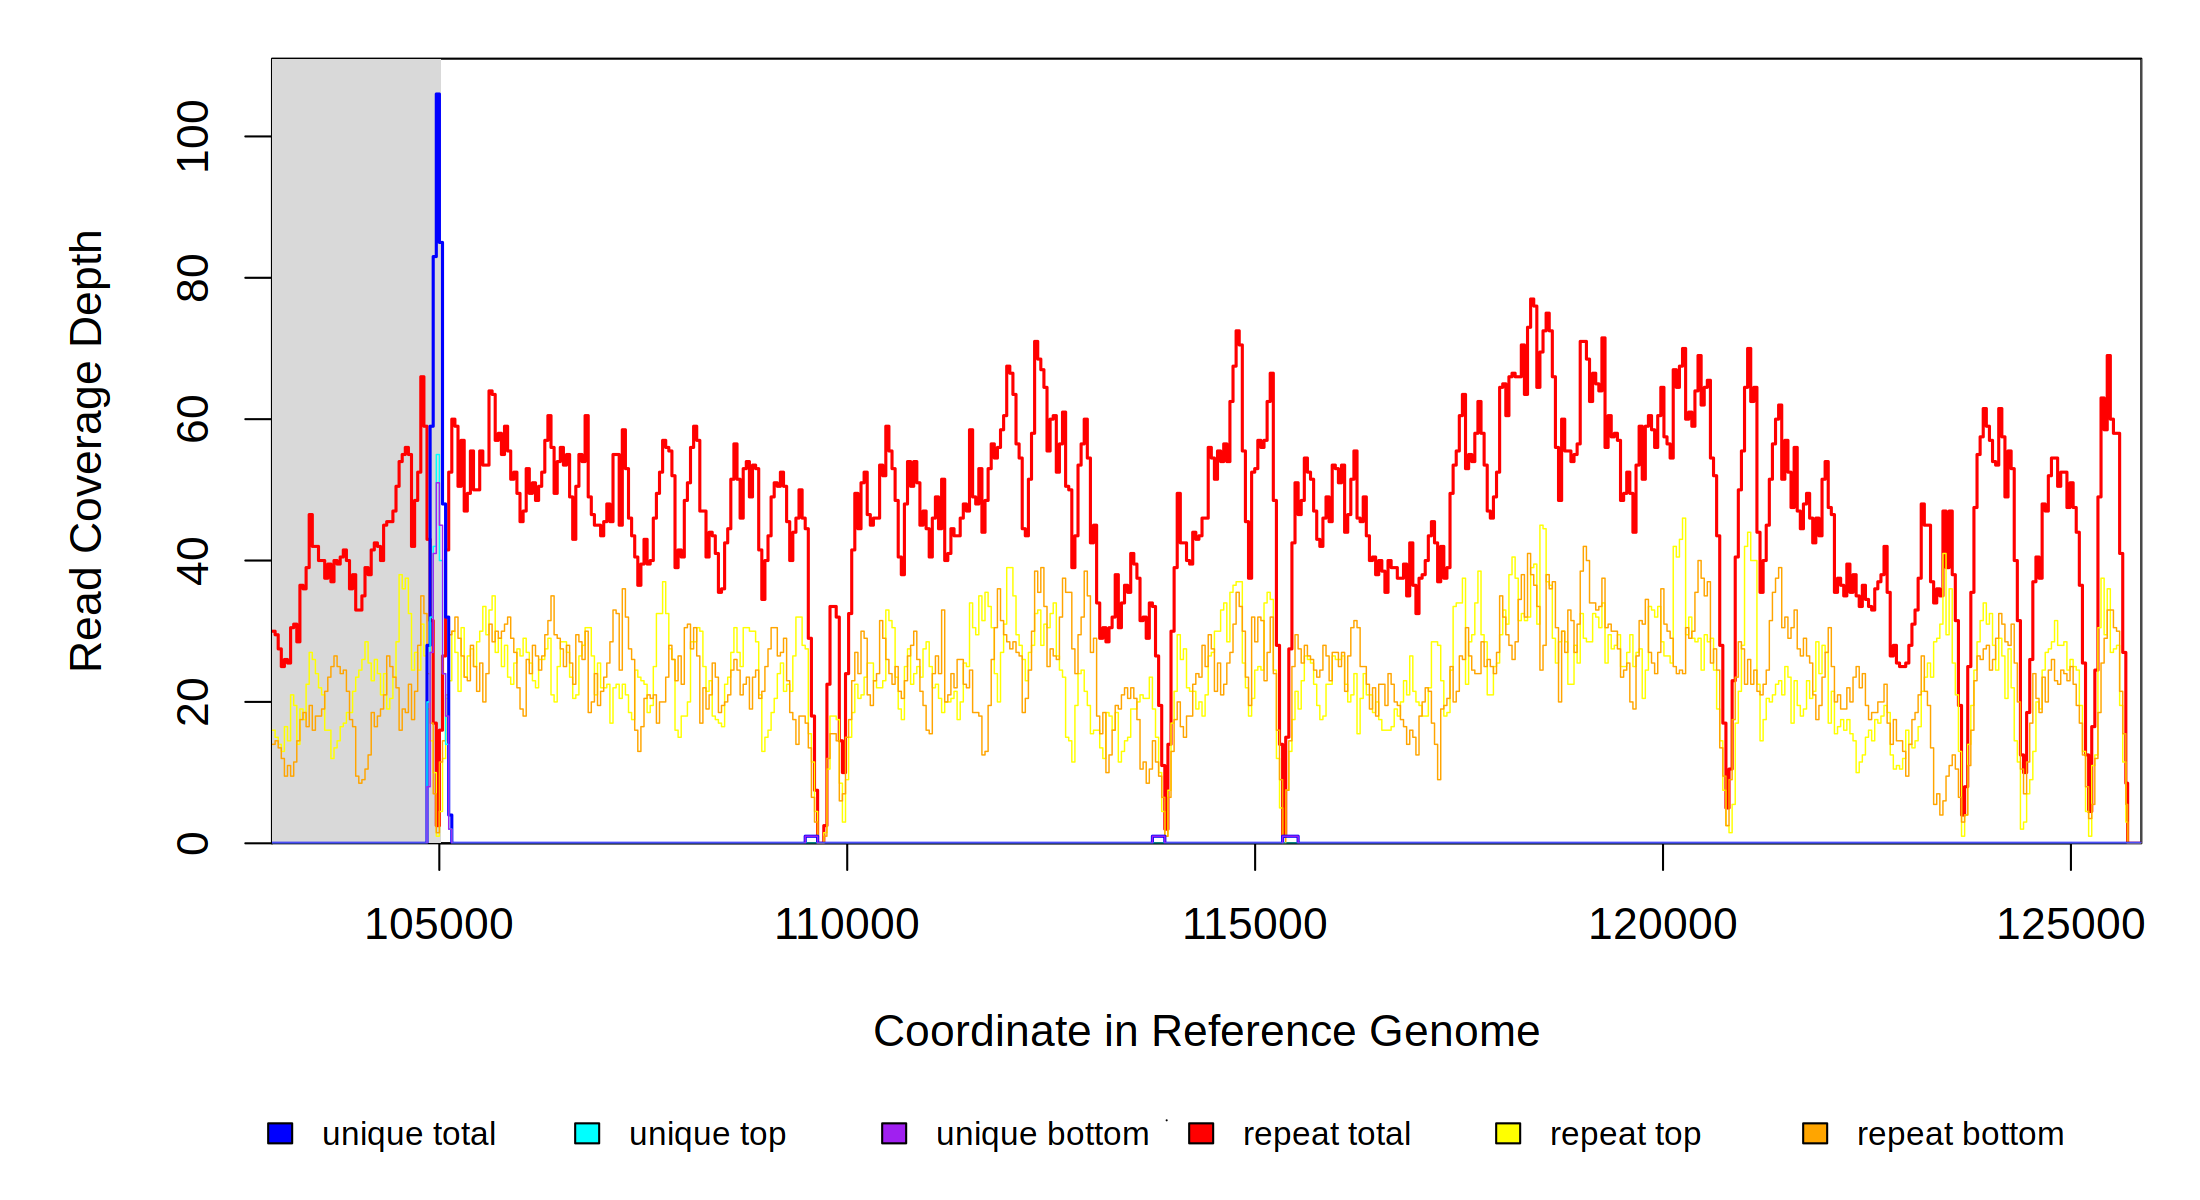 Read Coverage Depth
100
80
60
40
20
0
105000 110000 115000 120000 125000
Coordinate in Reference Genome
unique total unique top unique bottom repeat total repeat top repeat bottom